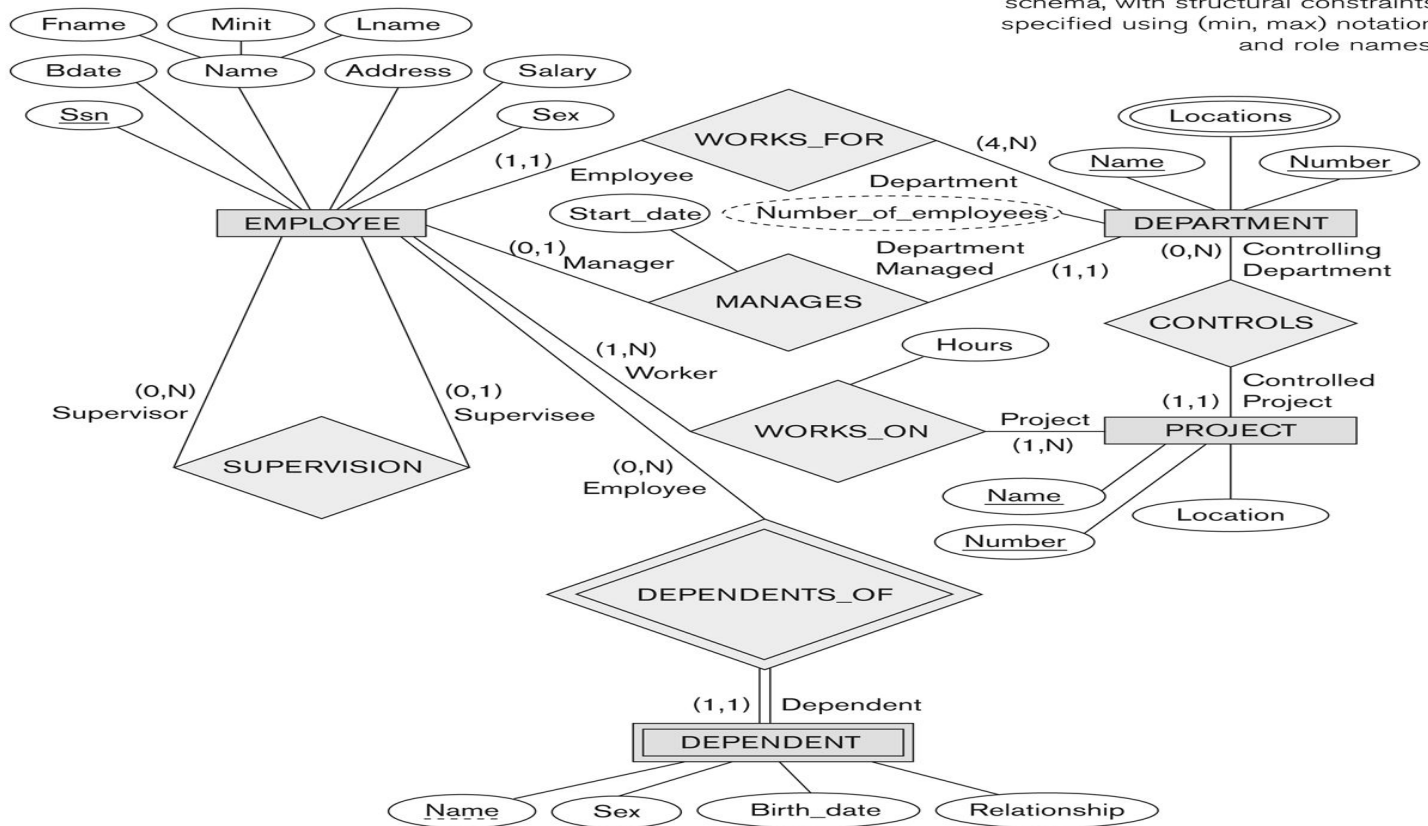 schema, with structural constraints
specified using (min, max) notation
and role names
Fname
Minit
Lname
Bdate
Name
Address
Salary
Ssn
Sex
WORKS_FOR
Locations
(1,1)
Employee
(4,N)
Department
Name
Number
EMPLOYEE
Start_date
Number_of_employees
DEPARTMENT
(0,1)
Manager
Department
Managed
(1,1)
(0,N)
Controlling
Department
MANAGES
CONTROLS
Hours
(1,N)
Worker
(0,N)
Supervisor
(0,1)
Supervisee
Controlled
Project
(1,1)
WORKS_ON
Project
(1,N)
PROJECT
SUPERVISION
(0,N)
Employee
Name
Location
Number
DEPENDENTS_OF
(1,1)
Dependent
DEPENDENT
Name
Sex
Birth_date
Relationship